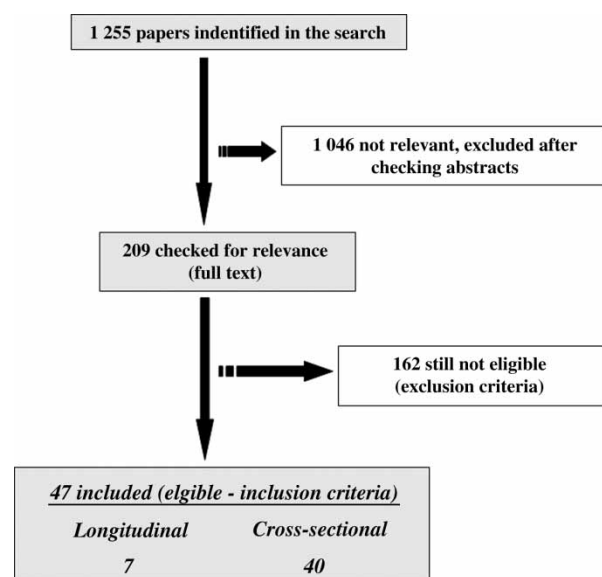 1 255 papers indentified in the search
1 046 not relevant, excluded after
checking abstracts
209 checked for relevance
(full text)
162 still not eligible
(exclusion criteria)
47 included (elgible - inclusion criteria)
Longitudinal Cross-sectional
7 40